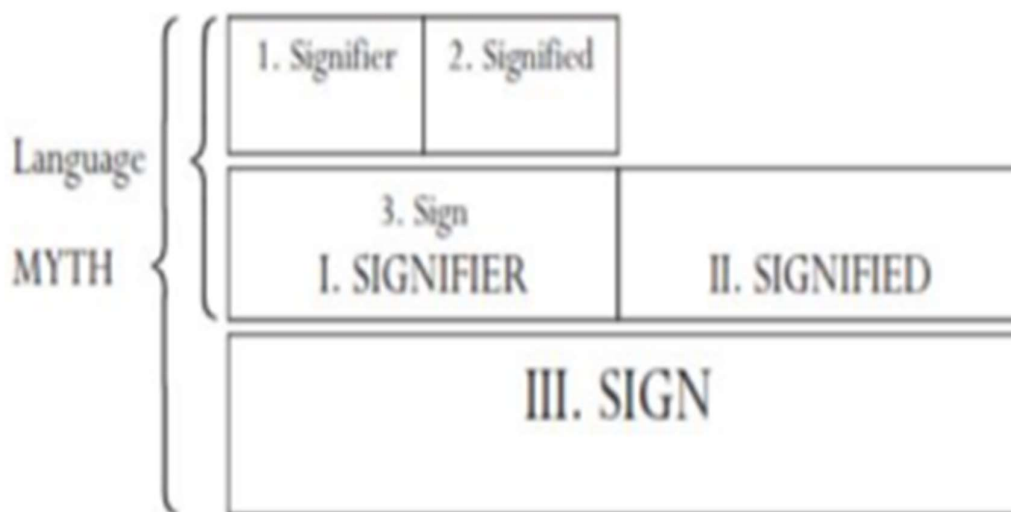 1. Signifier
2. Signified
Language
3. Sign
MYTH
I. SIGNIFIER
II. SIGNIFIED
III. SIGN